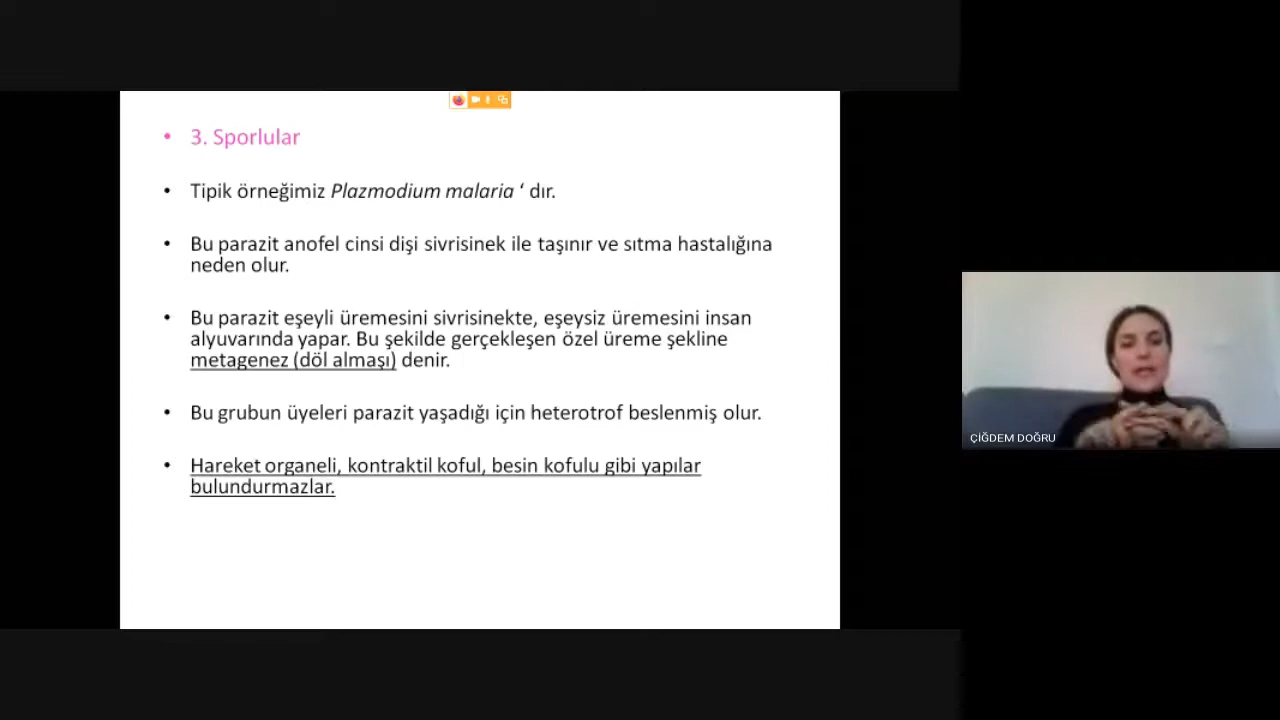 3. Sporlular
Tipik örneğimiz Plazmodium malaria ‘ dır.
Bu parazit anofel cinsi dişi sivrisinek ile taşınır ve sıtma hastalığına
neden olur.
Bu parazit eşeyli üremesini sivrisinekte, eşeysiz üremesini insan
alyuvarında yapar. Bu şekilde gerçekleşen özel üreme şekline
metagenez (döl almaşı) denir.
Bu grubun üyeleri parazit yaşadığı için heterotrof beslenmiş olur.
Hareket organeli, kontraktil koful, besin kofulu gibi yapılar
bulundurmazlar.
ÇİĞDEM DOĞRU